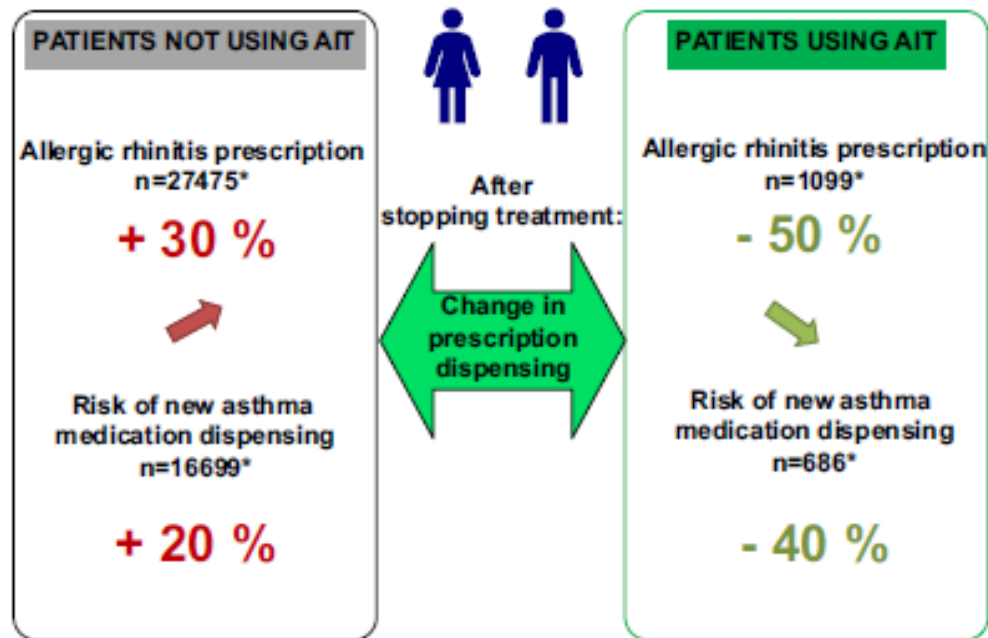 PATIENTS NOT USING AIT
Allergic rhinitis prescription
n=27475*
+ 30 %
Risk of new asthma
medication dispensing
n=16699*
+ 20 %
After
stopping treatment:
Change in
prescription
dispensing
PATIENTS USING AIT
Allergic rhinitis prescription
n=1099*
- 50 %
Risk of new asthma
medication dispensing
n=686*
- 40 %